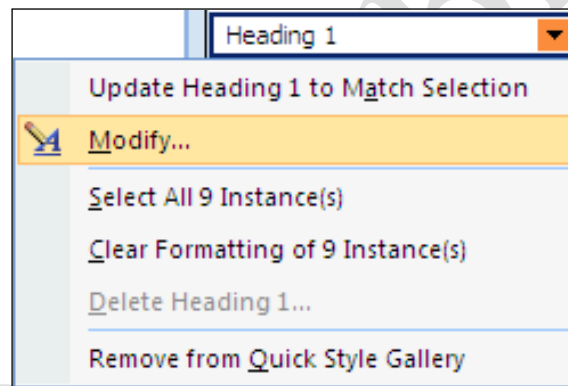 Heading 1
Update Heading 1 to Match Selection
Modify...
Select All 9 Instance(s)
Clear Formatting of 9 Instance(s)
Delete Heading 1...
Remove from Quick Style Gallery